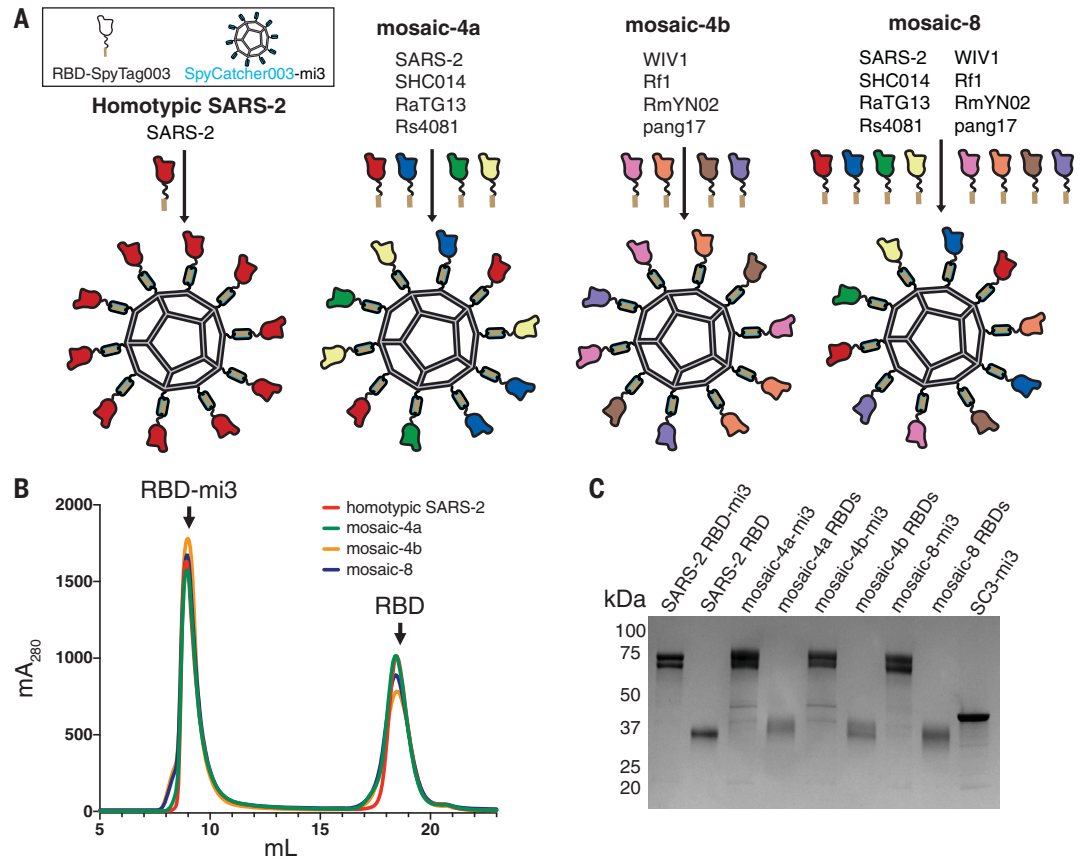 A
RBD-SpyTag003
SpyCatcher003-mi3
Homotypic SARS-2
SARS-2
mosaic-4a
SARS-2
SHC014
RaTG13
Rs4081
mosaic-4b
WIV1
Rf1
RmYN02
pang17
mosaic-8
SARS-2 WIV1
SHC014 Rf1
RaTG13 RmYN02
Rs4081 pang17
B
RBD-mi3
RBD
homotypic SARS-2
mosaic-4a
mosaic-4b
mosaic-8
2000
1500
1000
500
0
mA280
5 10 15 20
mL
C
SARS-2 RBD-mi3
SARS-2 RBD
mosaic-4a-mi3
mosaic-4a RBDs
mosaic-4b-mi3
mosaic-4b RBDs
mosaic-8-mi3
mosaic-8 RBDs
SC3-mi3
kDa
100
75
50
37
25
20